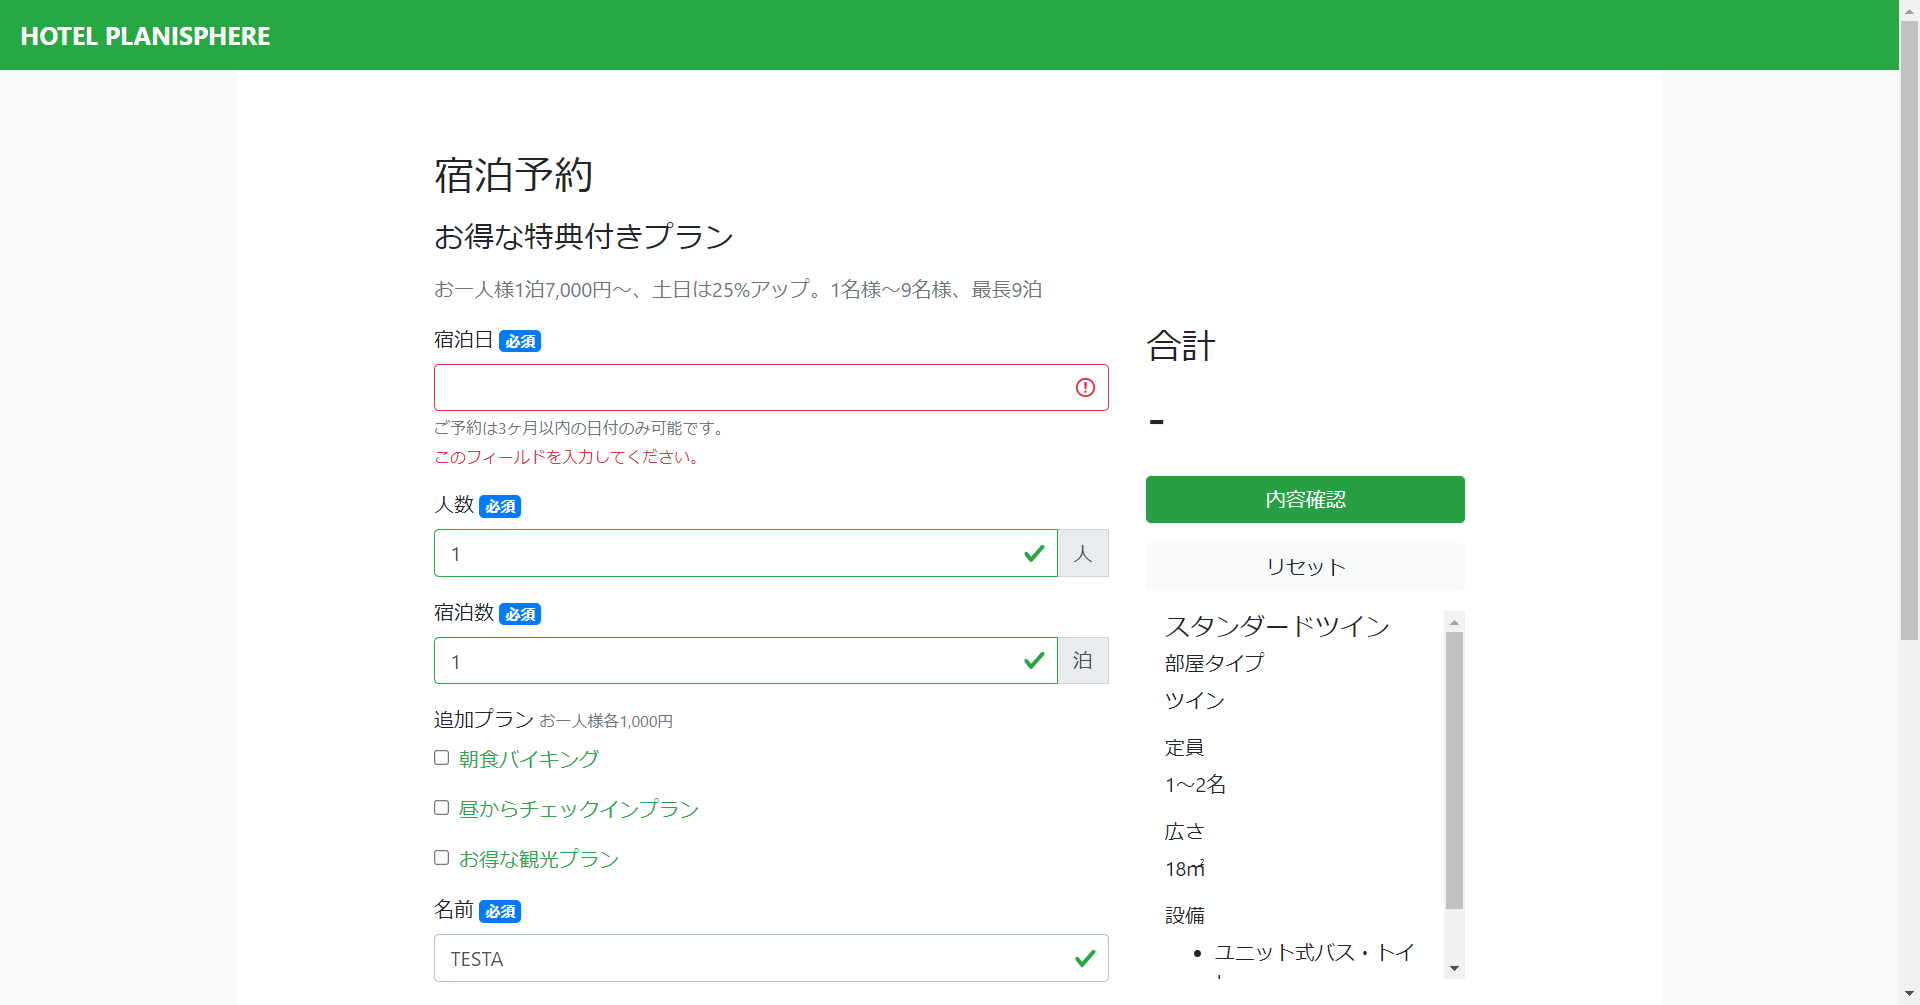 HOTEL PLANISPHERE
宿泊予約
お得な特典付きプラン
お一人様1泊7,000円〜、土日は25%アップ。1名様〜9名様、最長9泊
宿泊日 必須
ご予約は3ヶ月以内の日付のみ可能です。
このフィールドを入力してください。
人数 必須
1 人
宿泊数 必須
1 泊
追加プラン お一人様各1,000円
朝食バイキング
昼からチェックインプラン
お得な観光プラン
名前 必須
TESTA
合計
-
内容確認
リセット
スタンダードツイン
部屋タイプ
ツイン
定員
1〜2名
広さ
18㎡
設備
ユニット式バス・トイ